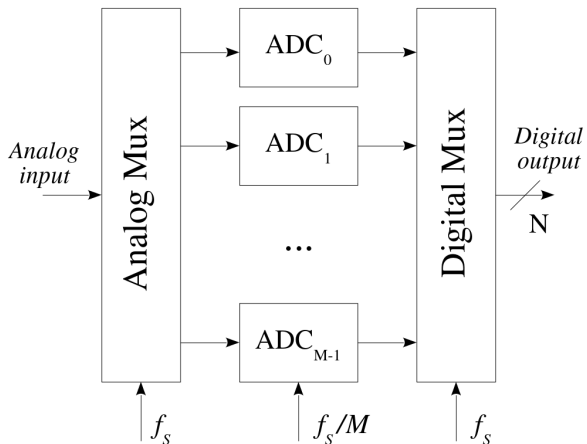 ADC0
Analog Mux
Digital Mux
ADC1
Analog
input
Digital
output
N
...
ADCM-1
fS
fS/M
fS